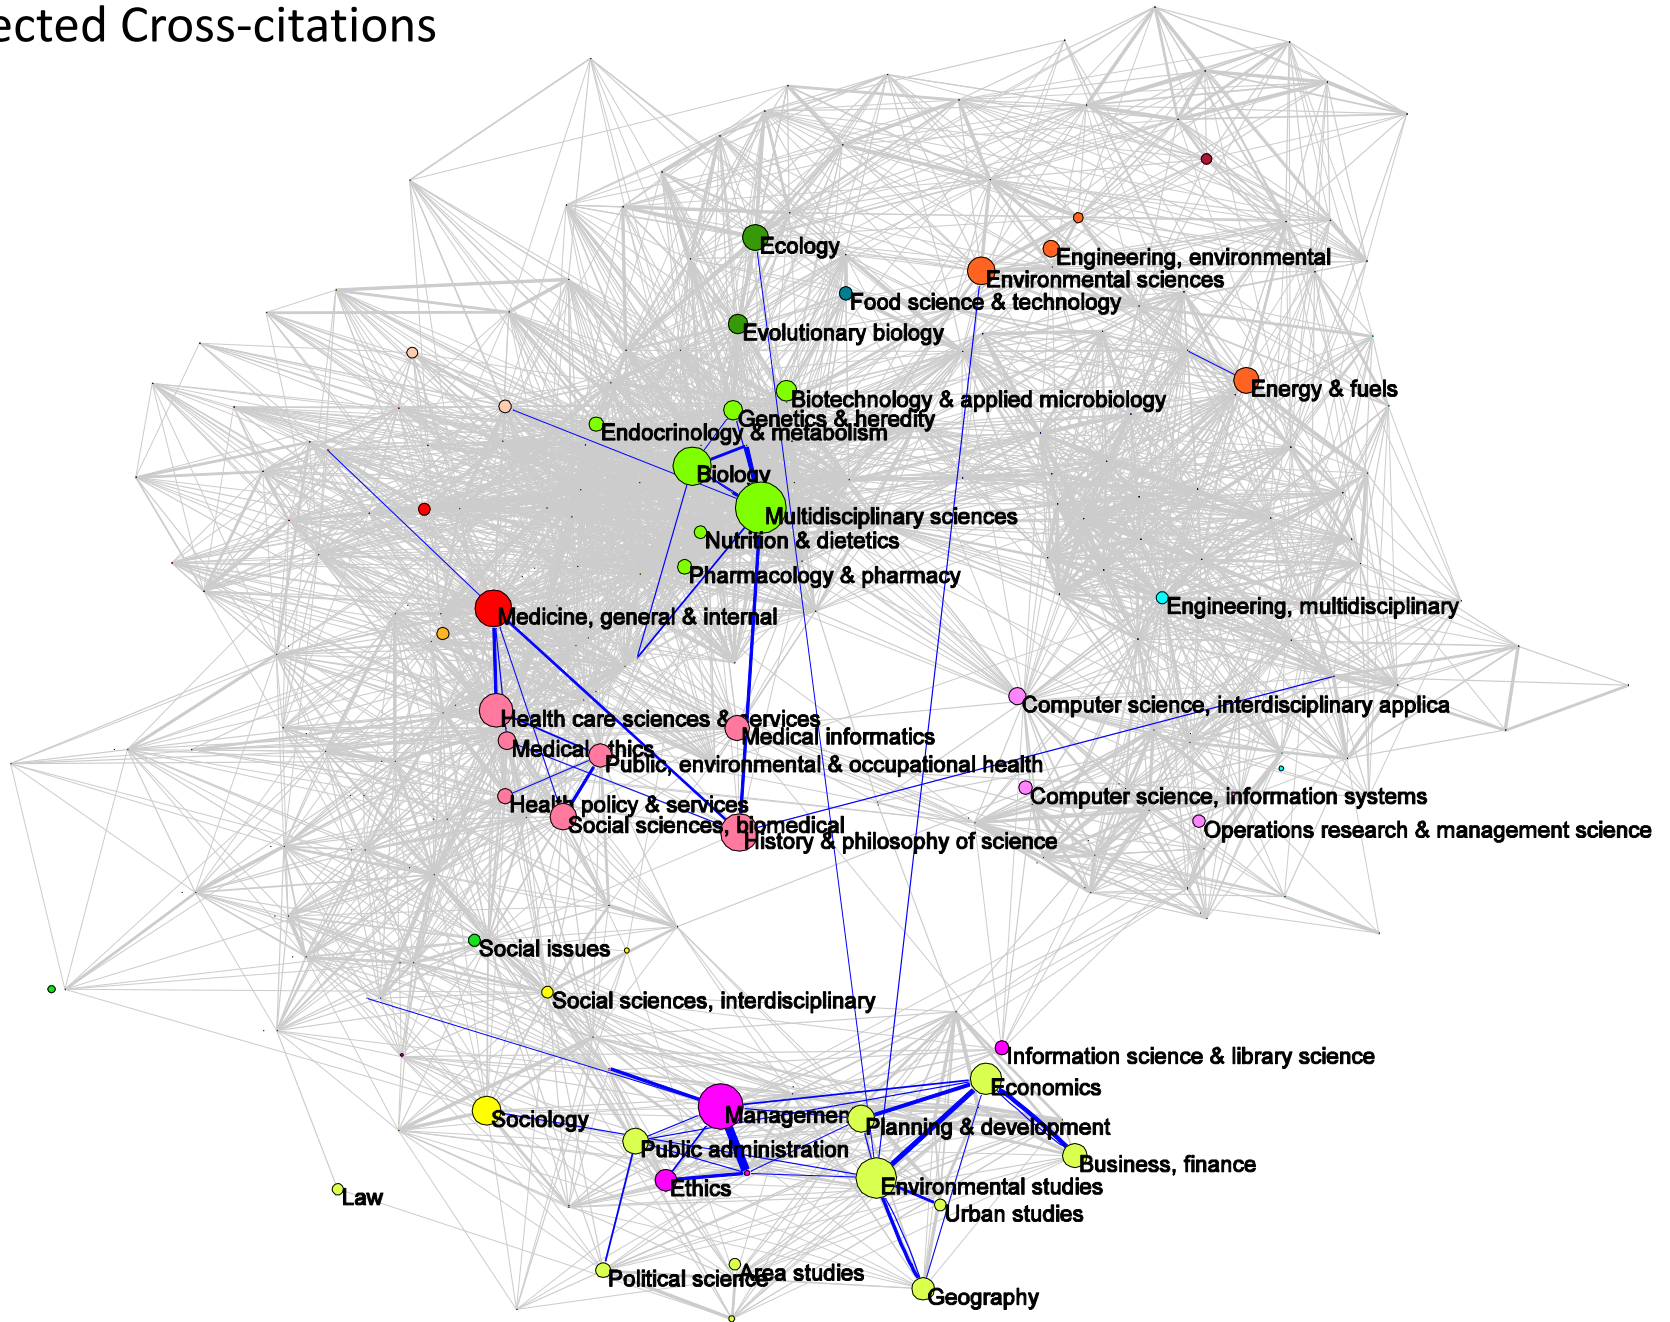 ected Cross-citations
Ecology
Engineering, environmental
Environmental sciences
Food science & technology
Evolutionary biology
Energy & fuels
Biotechnology & applied microbiology
Genetics & heredity
Endocrinology & metabolism
Biology
Multidisciplinary sciences
Nutrition & dietetics
Pharmacology & pharmacy
Engineering, multidisciplinary
Medicine, general & internal
Computer science, interdisciplinary applica
Health care sciences & services
Medical informatics
Medical ethics
Public, environmental & occupational health
Computer science, information systems
Health policy & services
Social sciences, biomedical
Operations research & management science
History & philosophy of science
Social issues
Social sciences, interdisciplinary
Information science & library science
Economics
Management
Sociology
Planning & development
Public administration
Business, finance
Environmental studies
Ethics
Law
Urban studies
Area studies
Political science
Geography